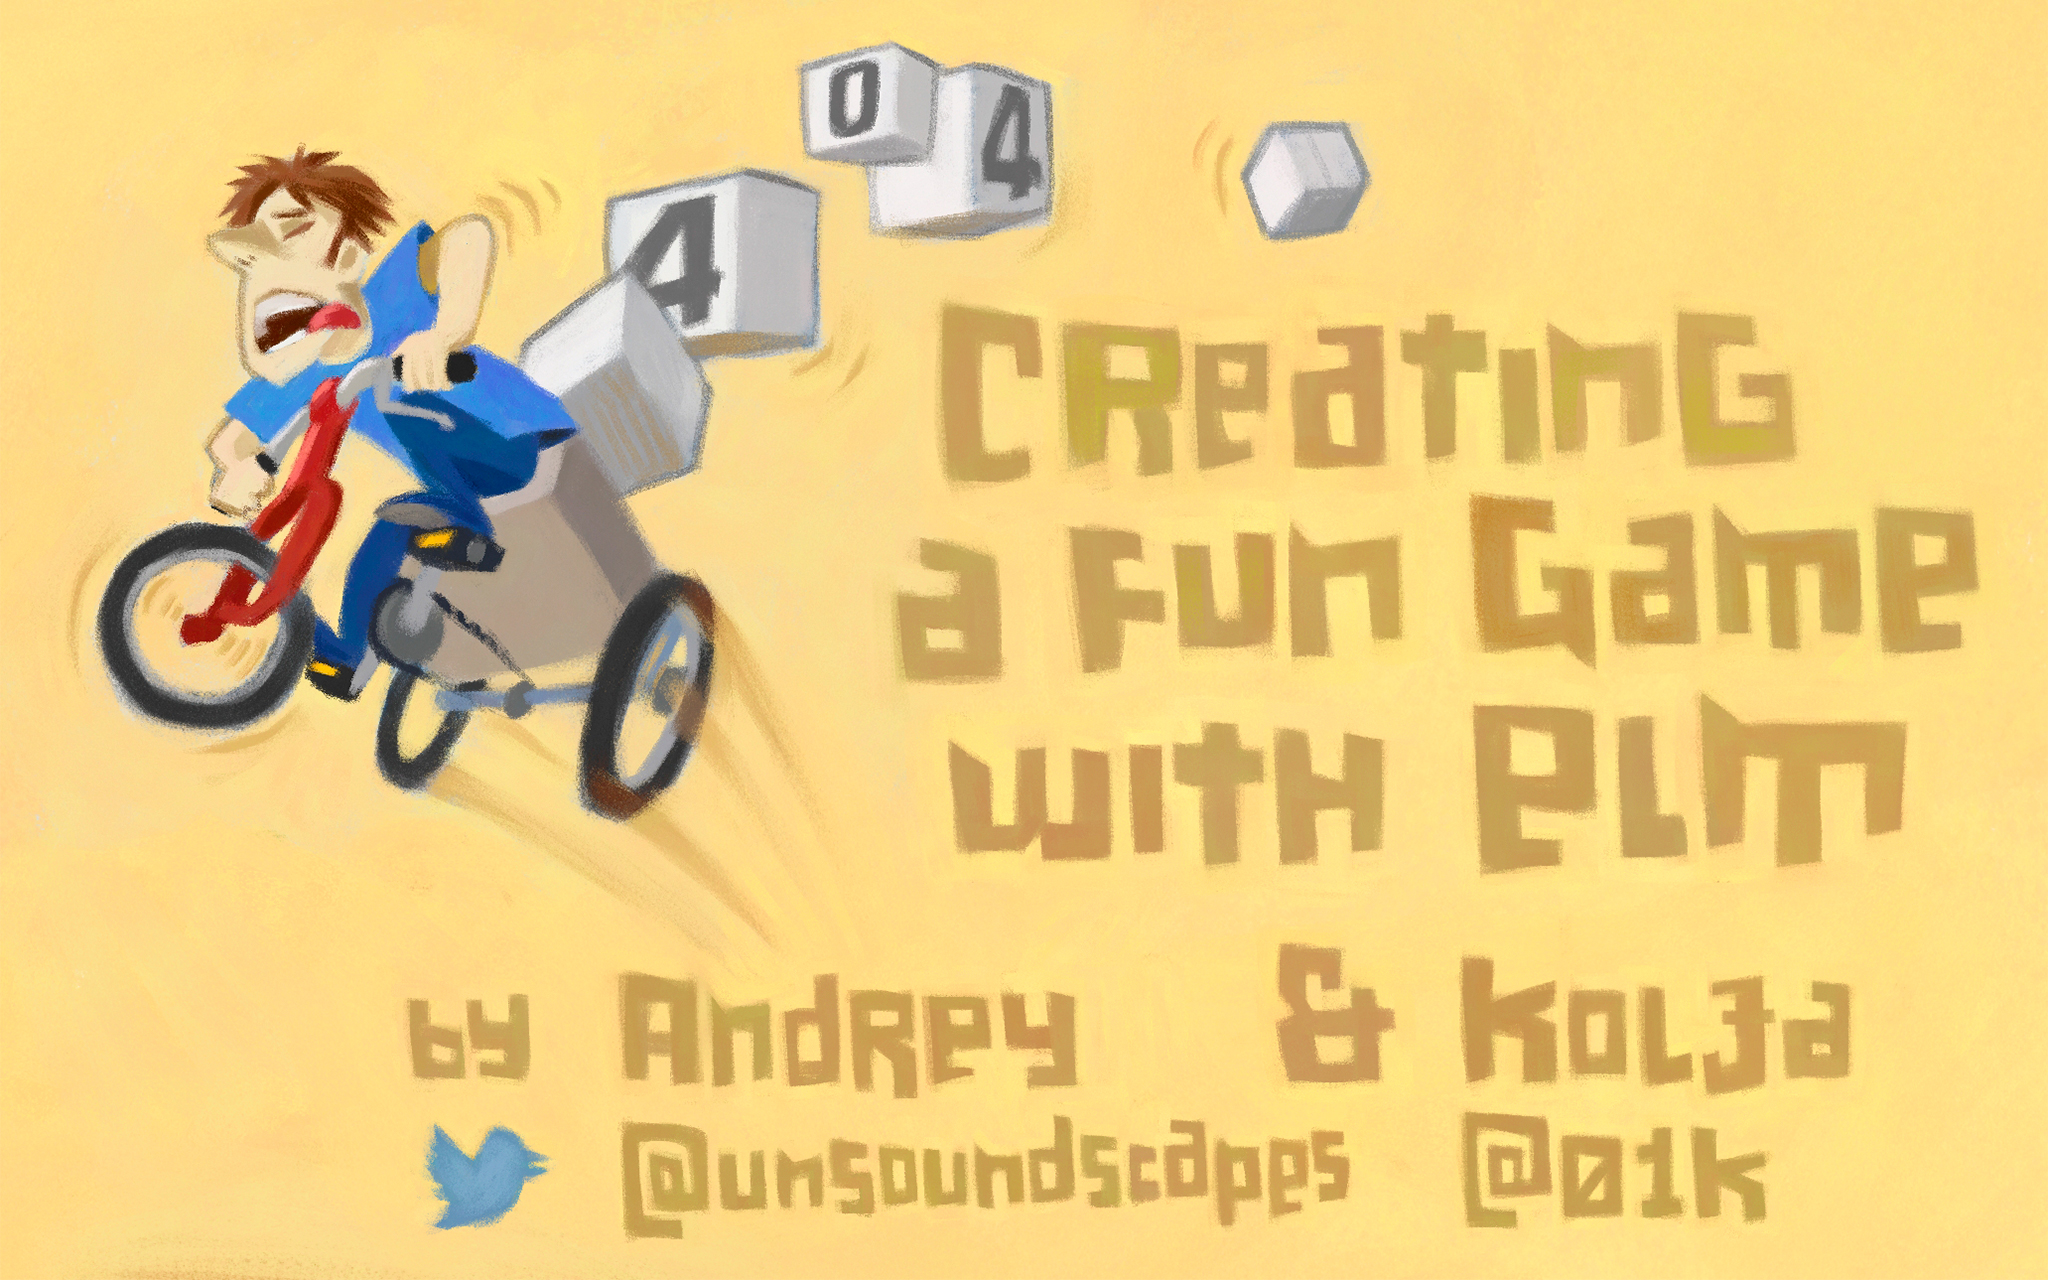 4
0
4
Creating
a fun Game
with elm
by Andrey & Kolja
@unsoundscapes @01k